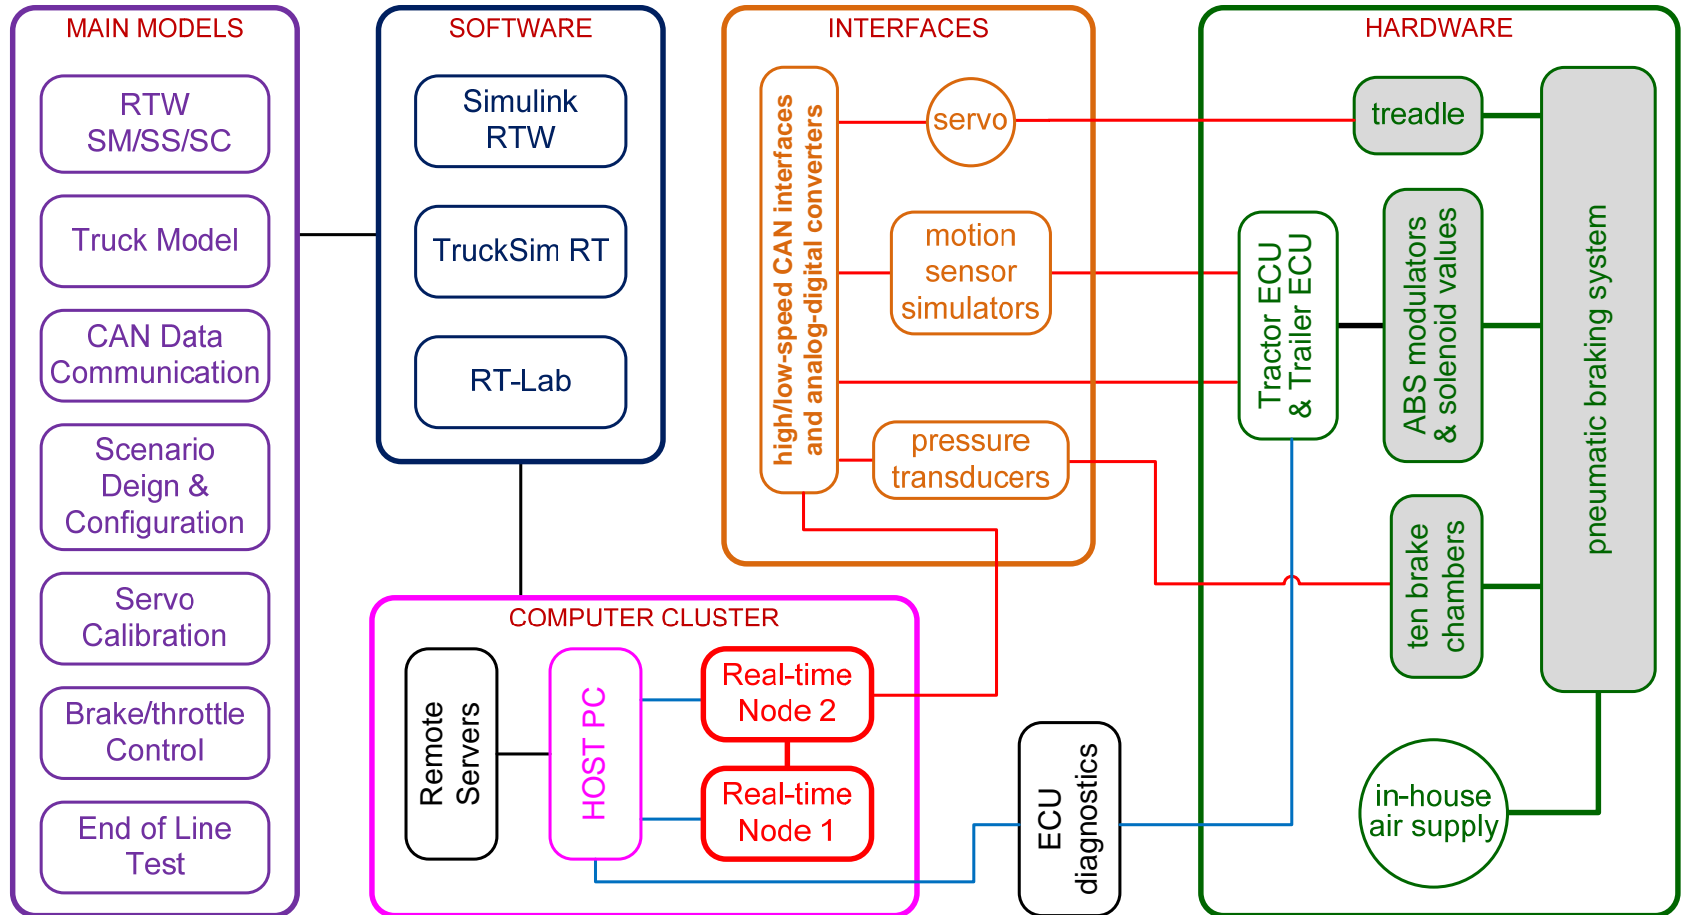 MAIN MODELS
RTW
SM/SS/SC
Truck Model
CAN Data
Communication
Scenario
Deign &
Configuration
Servo
Calibration
Brake/throttle
Control
End of Line
Test
SOFTWARE
Simulink
RTW
TruckSim RT
RT-Lab
COMPUTER CLUSTER
Remote
Servers
HOST PC
Real-time
Node 2
Real-time
Node 1
INTERFACES
high/low-speed CAN interfaces
and analog-digital converters
servo
motion
sensor
simulators
pressure
transducers
ECU
diagnostics
HARDWARE
treadle
Tractor ECU
& Trailer ECU
ABS modulators
& solenoid values
ten brake
chambers
pneumatic braking system
in-house
air supply